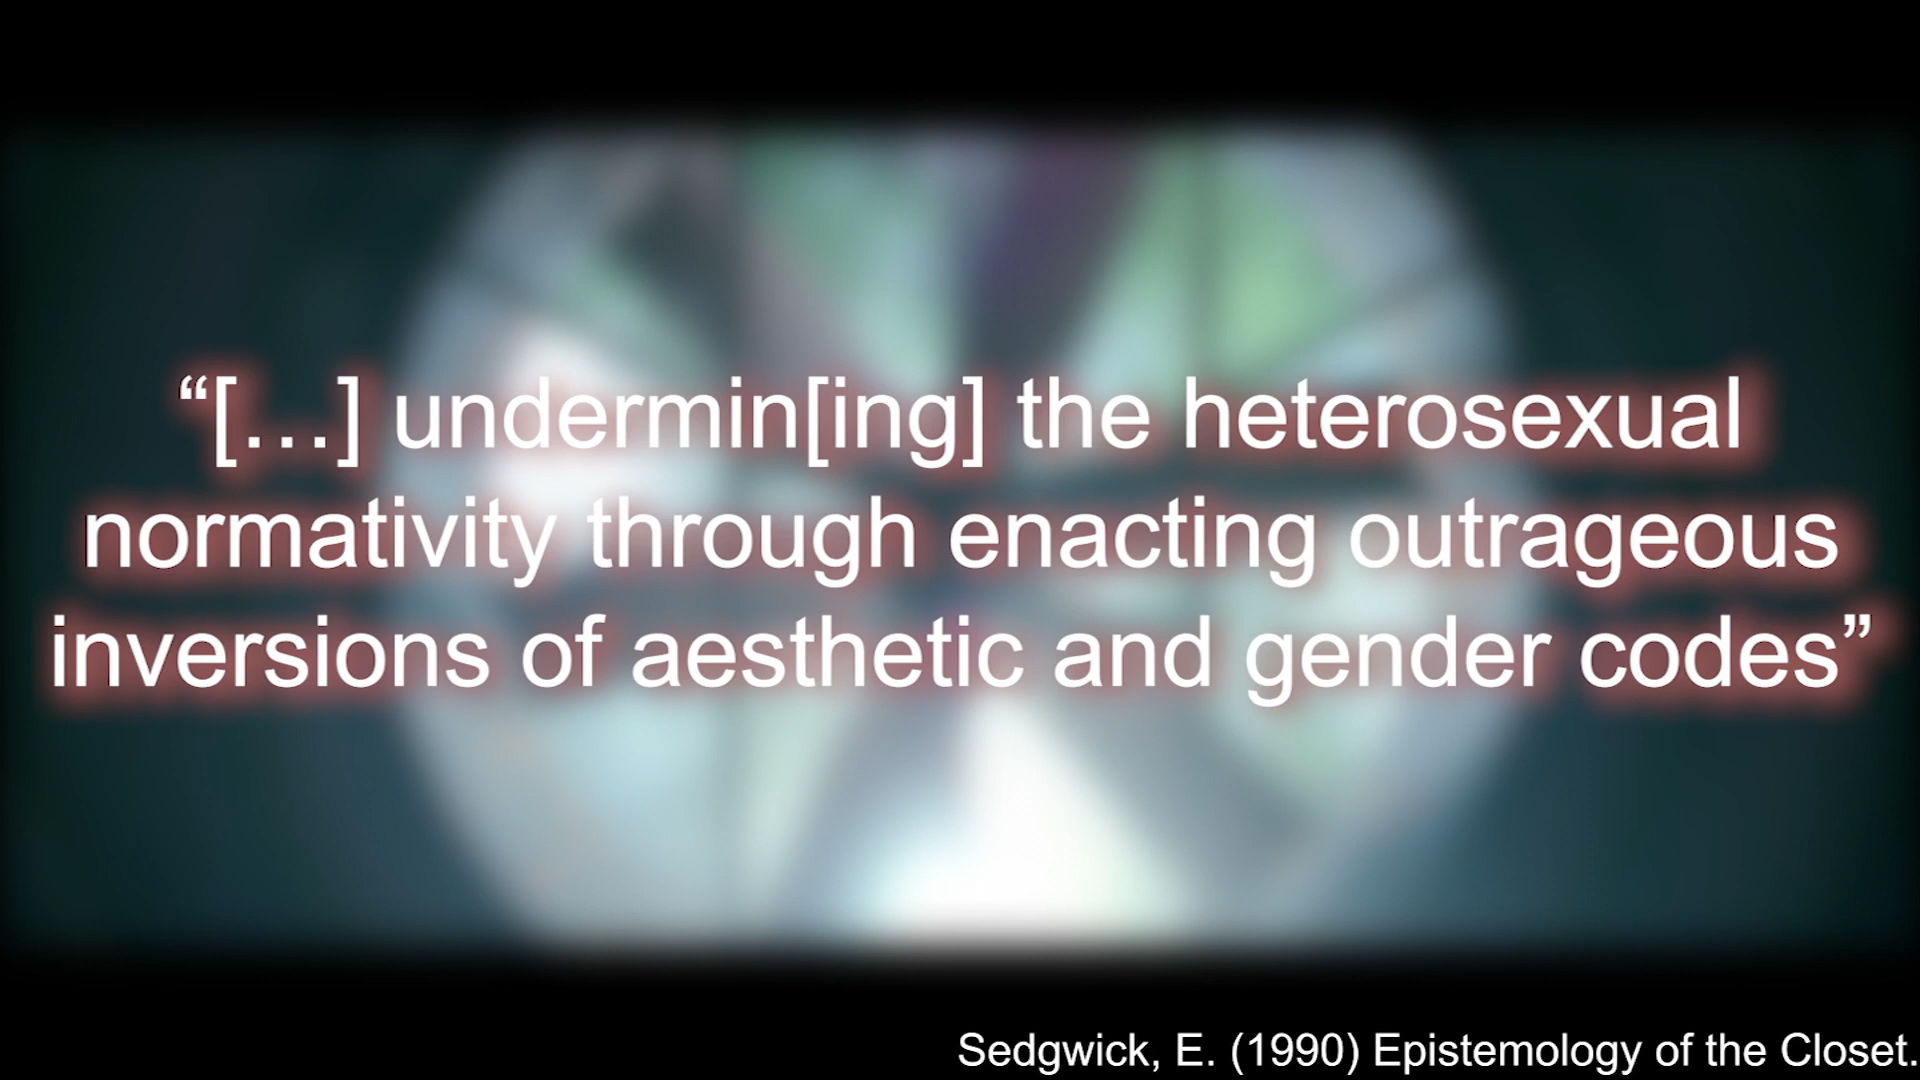 “[…] undermin[ing] the heterosexual
normativity through enacting outrageous
inversions of aesthetic and gender codes”
Sedgwick, E. (1990) Epistemology of the Closet.